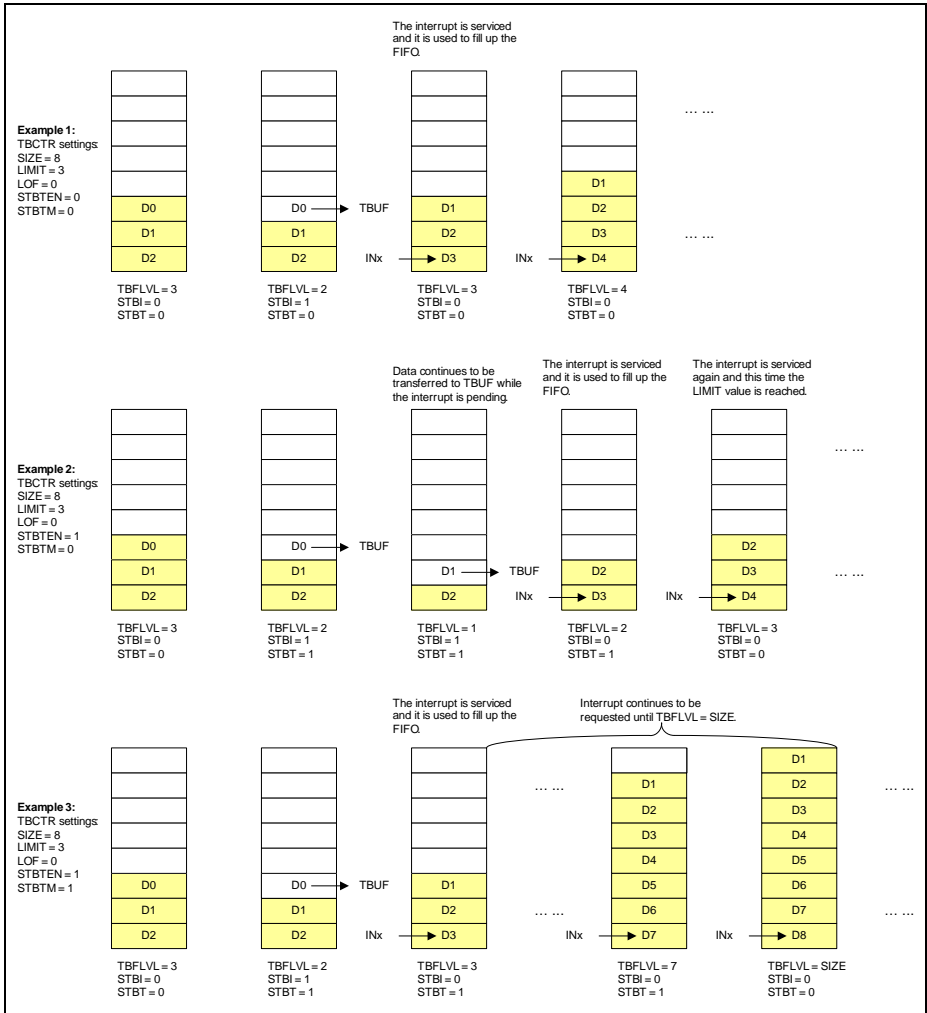 The interrupt is serviced
and it is used to fill up the
FIFO.
Example 1:
TBCTR settings:
SIZE = 8
LIMIT = 3
LOF = 0
STBTEN = 0
STBTM = 0
D0
D1
D2
TBFLVL = 3
STBI = 0
STBT = 0
D0
TBUF
D1
D2
TBFLVL = 2
STBI = 1
STBT = 0
D1
D2
INx
D3
TBFLVL = 3
STBI = 0
STBT = 0
D1
D2
D3
INx
D4
TBFLVL = 4
STBI = 0
STBT = 0
... ...
... ...
Data continues to be
transferred to TBUF while
the interrupt is pending.
The interrupt is serviced
and it is used to fill up the
FIFO.
The interrupt is serviced
again and this time the
LIMIT value is reached.
Example 2:
TBCTR settings:
SIZE = 8
LIMIT = 3
LOF = 0
STBTEN = 1
STBTM = 0
D0
D1
D2
TBFLVL = 3
STBI = 0
STBT = 0
D0
TBUF
D1
D2
TBFLVL = 2
STBI = 1
STBT = 1
D1
TBUF
D2
TBFLVL = 1
STBI = 1
STBT = 1
D2
INx
D3
TBFLVL = 2
STBI = 0
STBT = 1
D2
D3
INx
D4
TBFLVL = 3
STBI = 0
STBT = 0
... ...
... ...
The interrupt is serviced
and it is used to fill up the
FIFO.
Interrupt continues to be
requested until TBFLVL = SIZE.
Example 3:
TBCTR settings:
SIZE = 8
LIMIT = 3
LOF = 0
STBTEN = 1
STBTM = 1
D0
D1
D2
TBFLVL = 3
STBI = 0
STBT = 0
D0
TBUF
D1
D2
TBFLVL = 2
STBI = 1
STBT = 1
D1
D2
INx
D3
TBFLVL = 3
STBI = 0
STBT = 1
... ...
... ...
D1
D2
D3
D4
D5
D6
INx
D7
TBFLVL = 7
STBI = 0
STBT = 1
D1
D2
D3
D4
D5
D6
D7
INx
D8
TBFLVL = SIZE
STBI = 0
STBT = 0
... ...
... ...